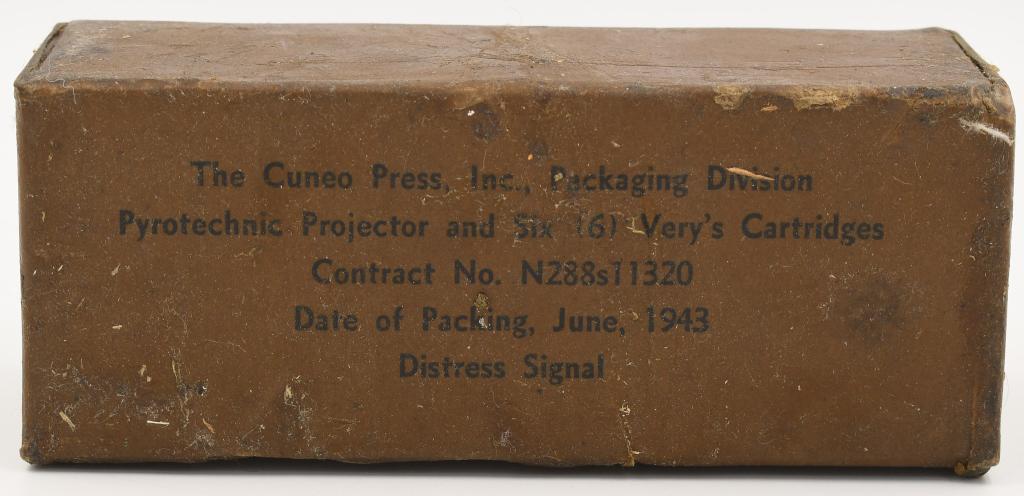 The Cuneo Press, Inc., Packaging Division
Pyrotechnic Projector and Six (6) Very's Cartridges
Contract No. N288s11320
Date of Packing, June, 1943
Distress Signal